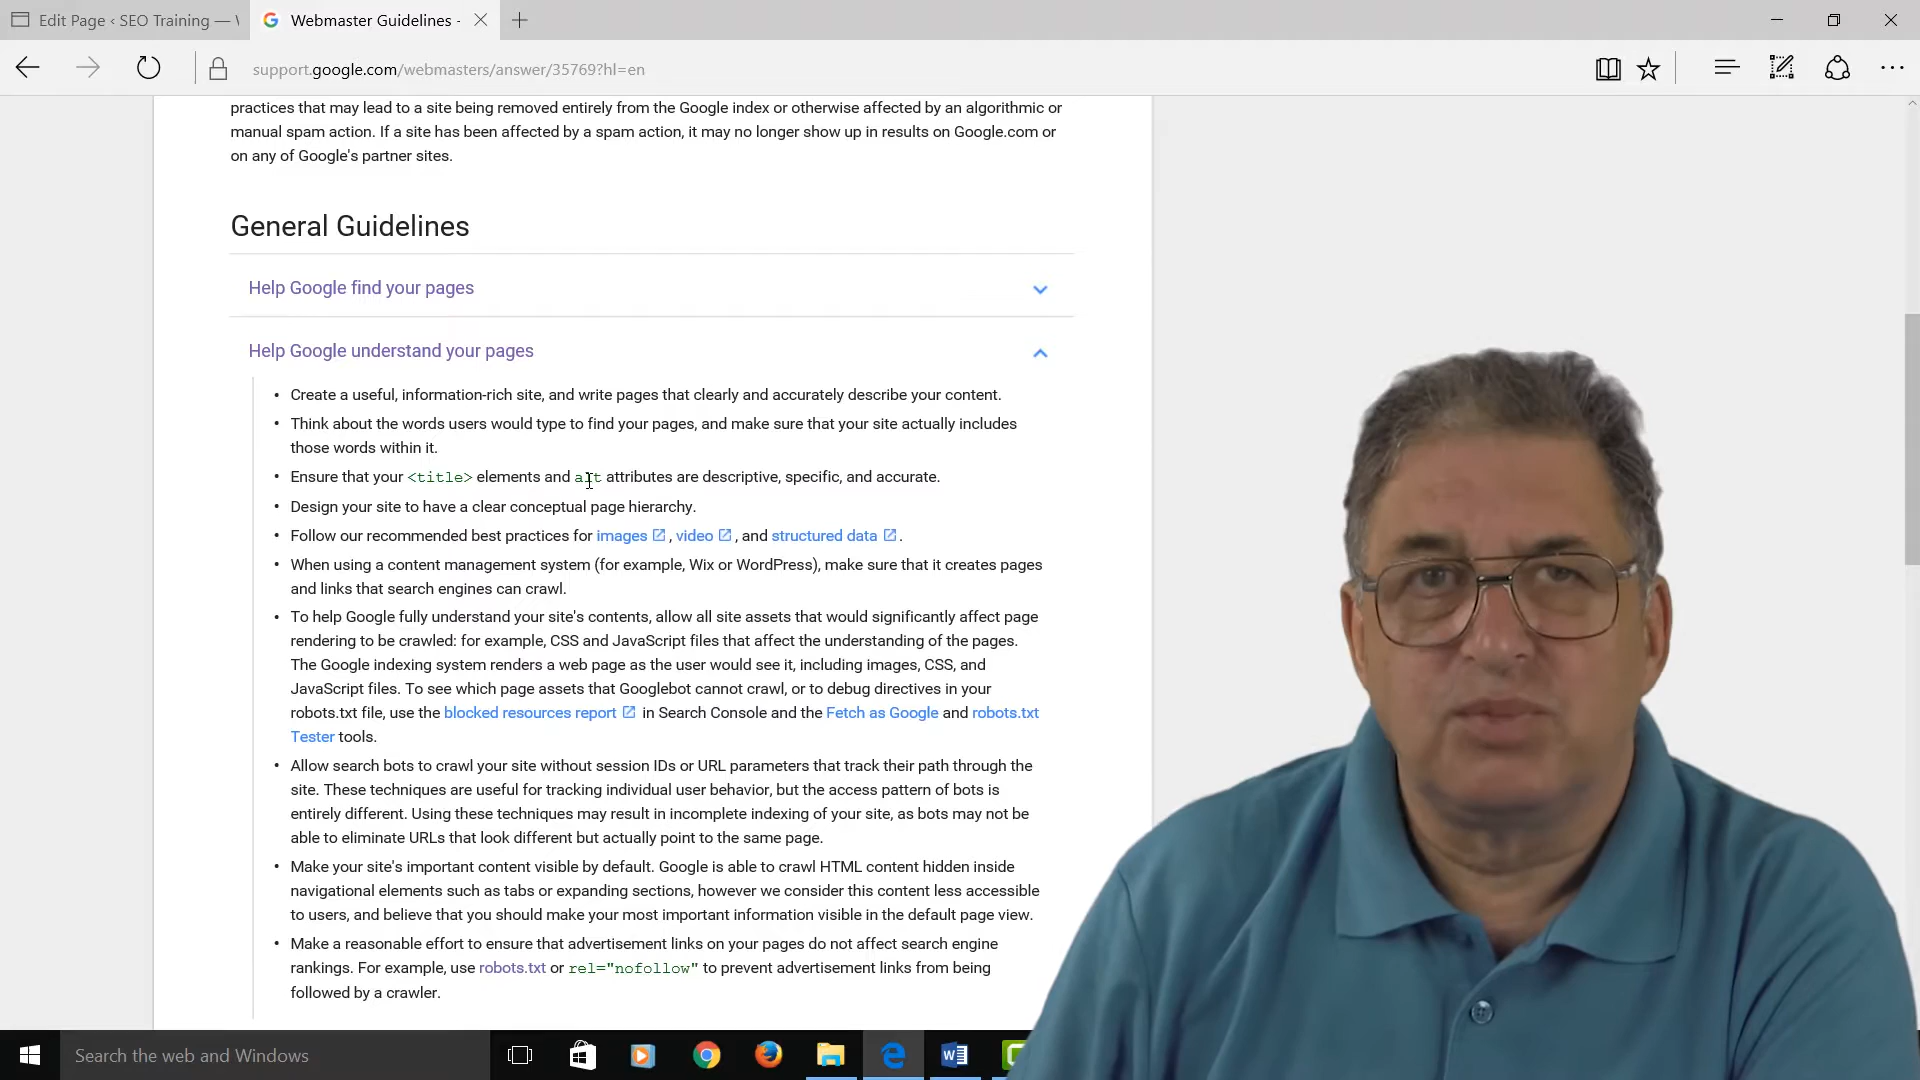 Edit Page ‹ SEO Training — W
Webmaster Guidelines -
support.google.com/webmasters/answer/35769?hl=en
practices that may lead to a site being removed entirely from the Google index or otherwise affected by an algorithmic or
manual spam action. If a site has been affected by a spam action, it may no longer show up in results on Google.com or
on any of Google's partner sites.
General Guidelines
Help Google find your pages
Help Google understand your pages
• Create a useful, information-rich site, and write pages that clearly and accurately describe your content.
• Think about the words users would type to find your pages, and make sure that your site actually includes
those words within it.
• Ensure that your <title> elements and alt attributes are descriptive, specific, and accurate.
• Design your site to have a clear conceptual page hierarchy.
• Follow our recommended best practices for images , video , and structured data .
• When using a content management system (for example, Wix or WordPress), make sure that it creates pages
and links that search engines can crawl.
• To help Google fully understand your site's contents, allow all site assets that would significantly affect page
rendering to be crawled: for example, CSS and JavaScript files that affect the understanding of the pages.
The Google indexing system renders a web page as the user would see it, including images, CSS, and
JavaScript files. To see which page assets that Googlebot cannot crawl, or to debug directives in your
robots.txt file, use the blocked resources report in Search Console and the Fetch as Google and robots.txt
Tester tools.
• Allow search bots to crawl your site without session IDs or URL parameters that track their path through the
site. These techniques are useful for tracking individual user behavior, but the access pattern of bots is
entirely different. Using these techniques may result in incomplete indexing of your site, as bots may not be
able to eliminate URLs that look different but actually point to the same page.
• Make your site's important content visible by default. Google is able to crawl HTML content hidden inside
navigational elements such as tabs or expanding sections, however we consider this content less accessible
to users, and believe that you should make your most important information visible in the default page view.
• Make a reasonable effort to ensure that advertisement links on your pages do not affect search engine
rankings. For example, use robots.txt or rel="nofollow" to prevent advertisement links from being
followed by a crawler.
Search the web and Windows